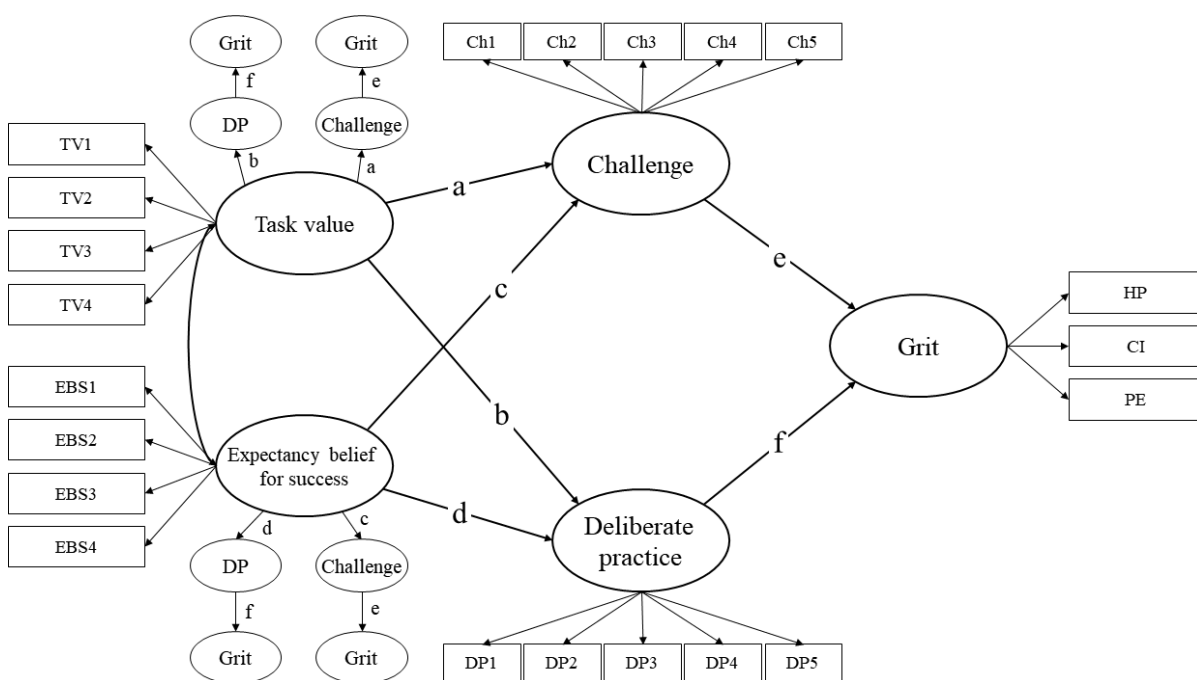 Grit
Grit
f
e
DP
Challenge
b
a
TV1
TV2
TV3
TV4
Task value
Ch1
Ch2
Ch3
Ch4
Ch5
Challenge
a
c
b
d
e
f
Grit
HP
CI
PE
EBS1
EBS2
EBS3
EBS4
Expectancy belief
for success
d
c
DP
Challenge
f
e
Grit
Grit
Deliberate
practice
DP1
DP2
DP3
DP4
DP5